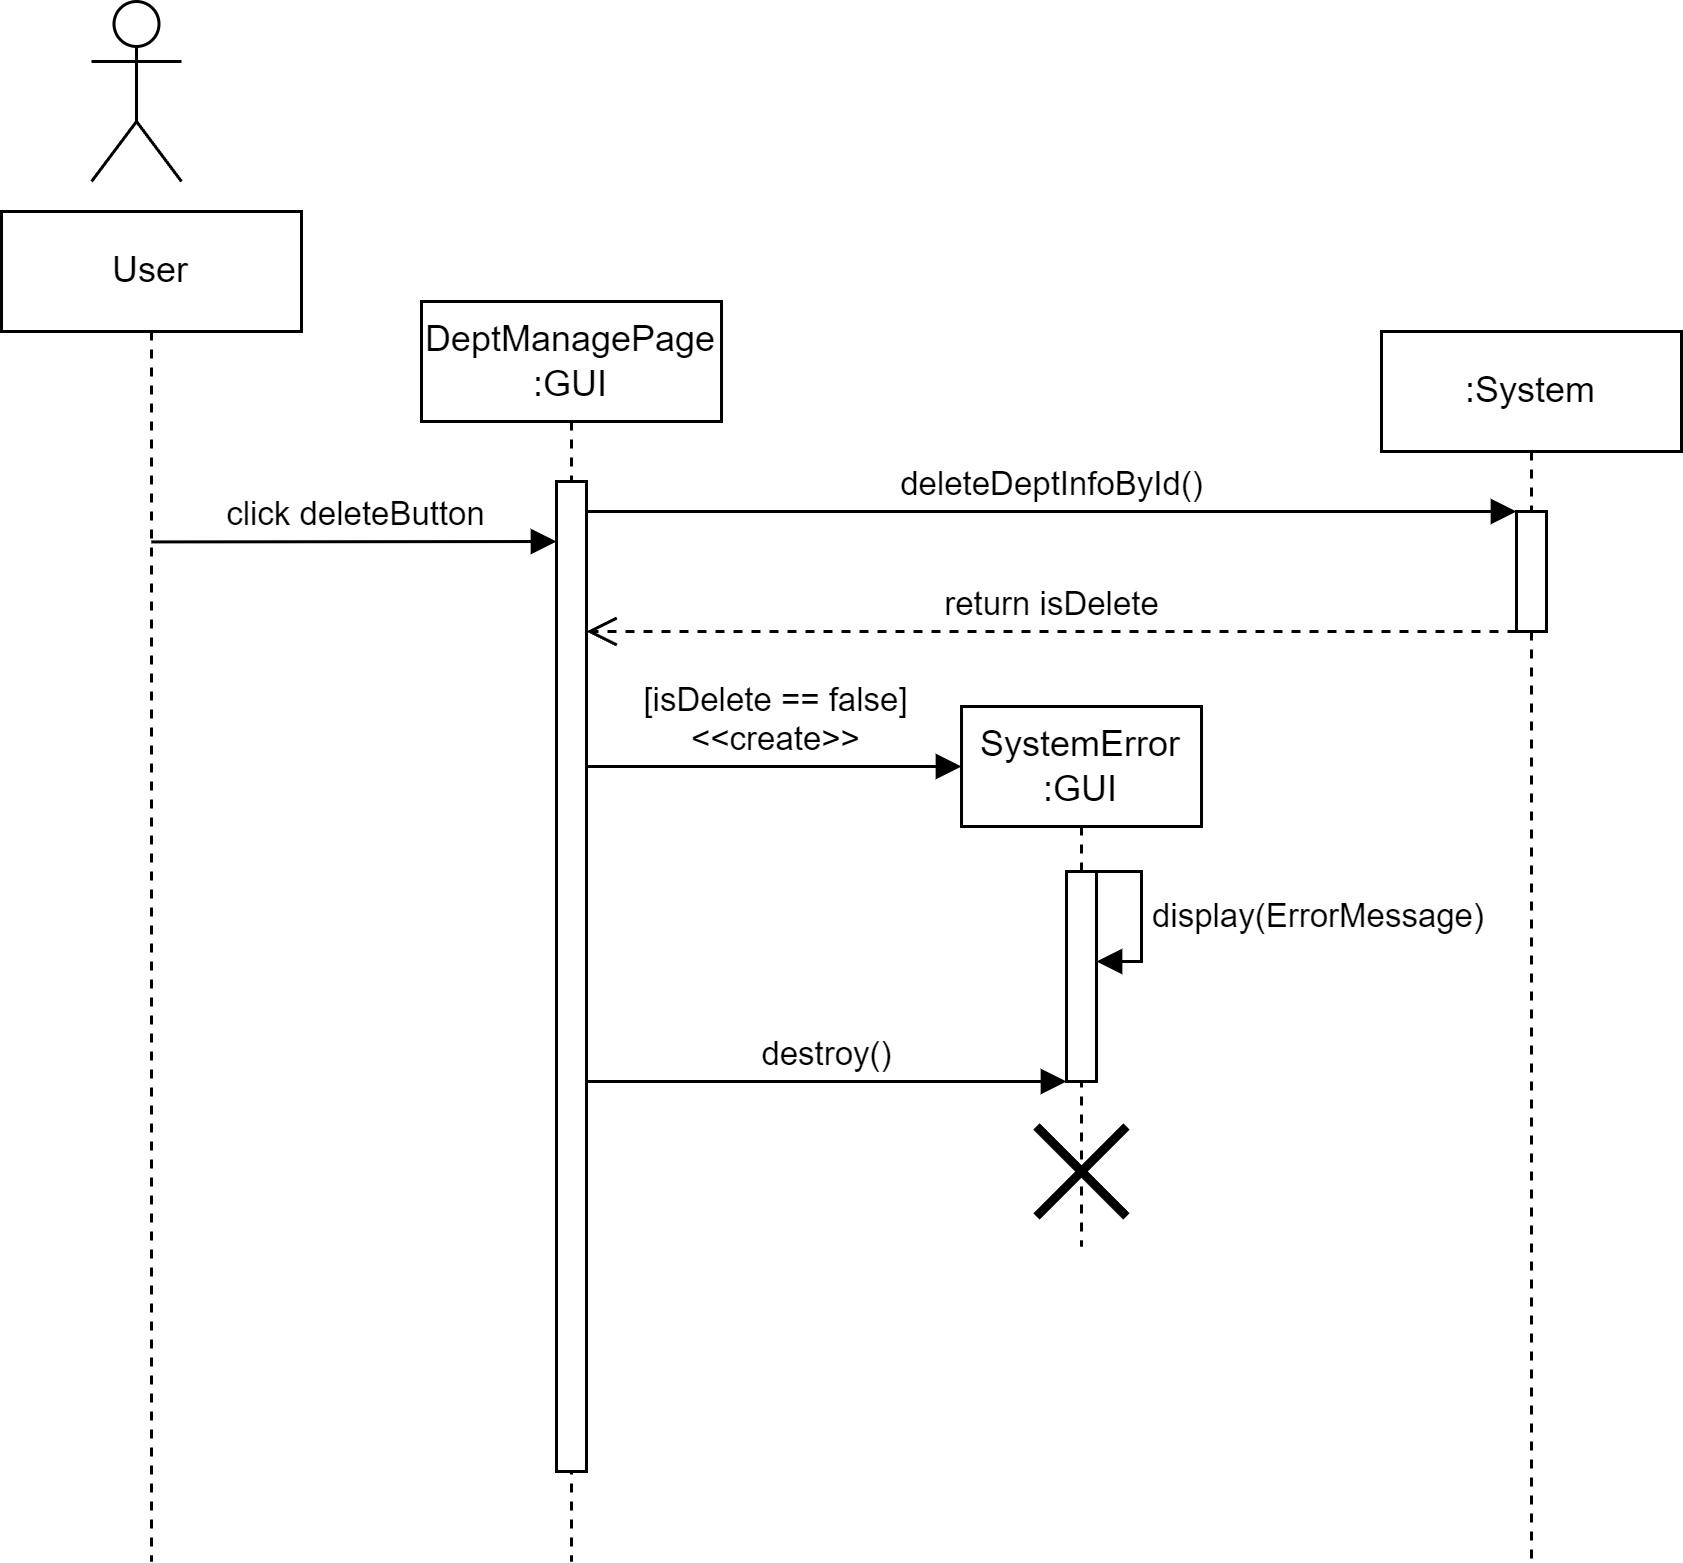 User
DeptManagePage
:GUI
:System
deleteDeptInfoById()
click deleteButton
return isDelete
[isDelete == false]
<<create>>
SystemError
:GUI
display(ErrorMessage)
destroy()